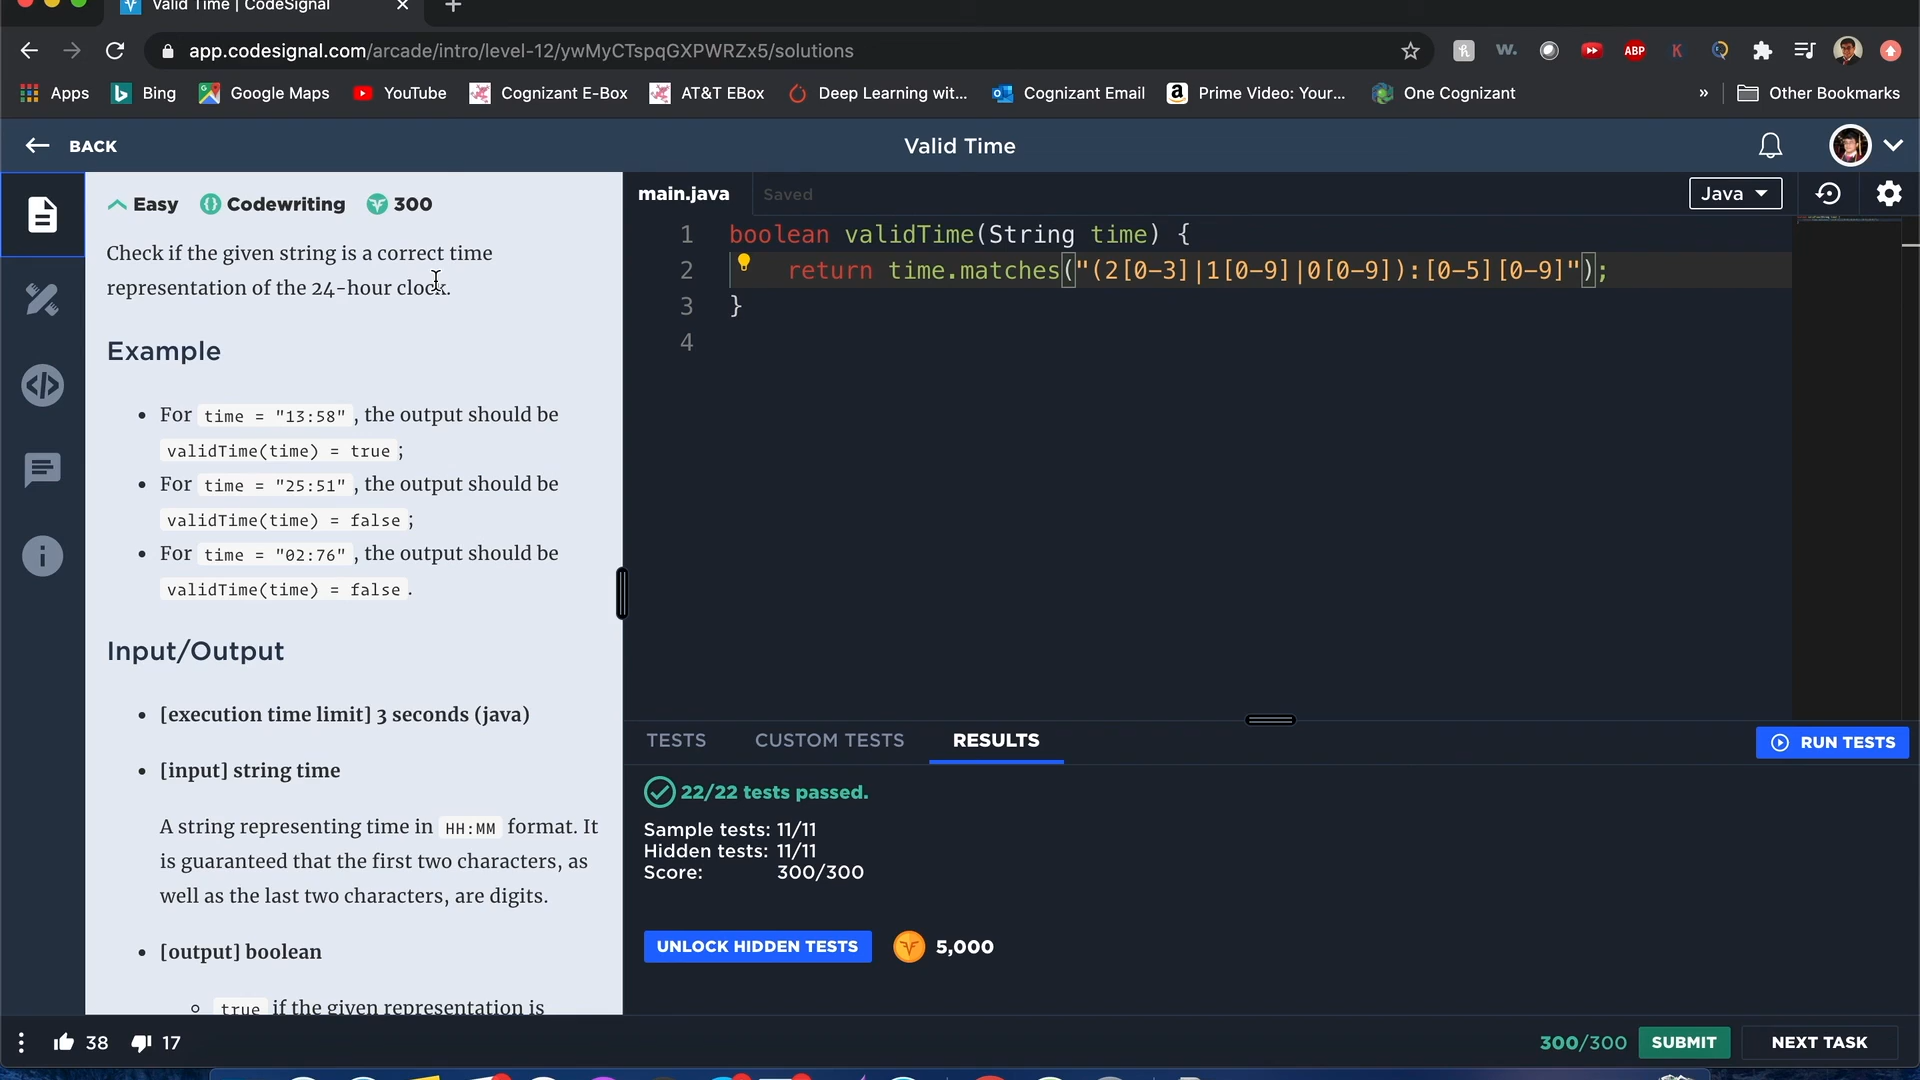 Valid Time | CodeSignal
app.codesignal.com/arcade/intro/level-12/ywMyCTspqGXPWRZx5/solutions
W.
ABP
K
Apps
Bing
Google Maps
YouTube
Cognizant E-Box
AT&T EBox
Deep Learning wit...
Cognizant Email
Prime Video: Your...
One Cognizant
»
Other Bookmarks
BACK
Valid Time
Easy
Codewriting
300
Check if the given string is a correct time
representation of the 24-hour clock.
Example
• For time = "13:58" , the output should be
validTime(time) = true ;
• For time = "25:51" , the output should be
validTime(time) = false ;
• For time = "02:76" , the output should be
validTime(time) = false .
Input/Output
• [execution time limit] 3 seconds (java)
• [input] string time
A string representing time in HH:MM format. It
is guaranteed that the first two characters, as
well as the last two characters, are digits.
• [output] boolean
true if the given representation is
38
17
main.java
Saved
Java
1 boolean validTime(String time) {
2 return time.matches("(2[0-3]|1[0-9]|0[0-9]):[0-5][0-9]");
3 }
4
TESTS
CUSTOM TESTS
RESULTS
RUN TESTS
22/22 tests passed.
Sample tests: 11/11
Hidden tests: 11/11
Score: 300/300
UNLOCK HIDDEN TESTS
5,000
300/300
SUBMIT
NEXT TASK